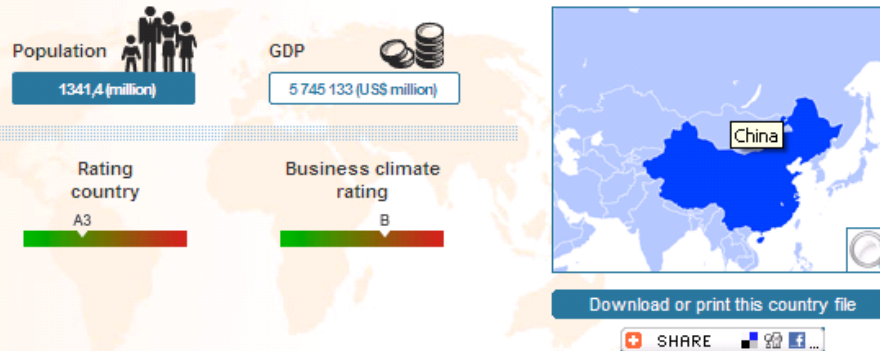 Population
1341,4 (million)
GDP
5 745 133 (US$ million)
Rating
country
A3
Business climate
rating
B
China
Download or print this country file
SHARE
...